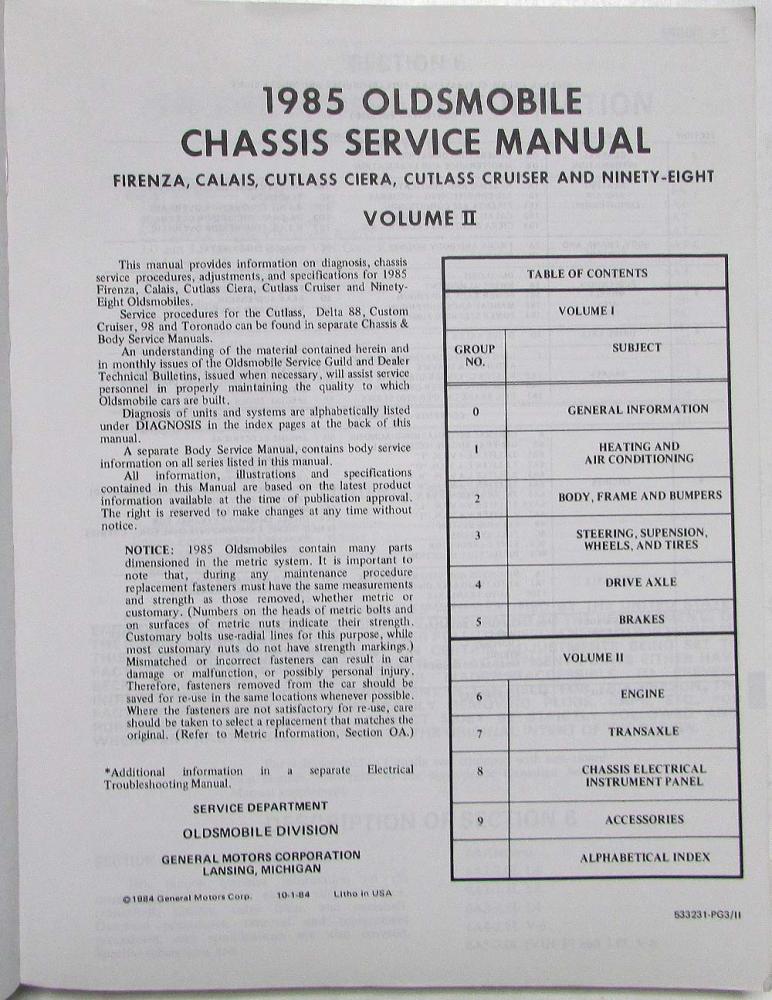 1985 OLDSMOBILE
CHASSIS SERVICE MANUAL
FIRENZA, CALAIS, CUTLASS CIERA, CUTLASS CRUISER AND NINETY-EIGHT
VOLUME II
This manual provides information on diagnosis, chassis
service procedures, adjustments, and specifications for 1985
Firenza, Calais, Cutlass Ciera, Cutlass Cruiser and Ninety-
Eight Oldsmobiles.
Service procedures for the Cutlass, Delta 88, Custom
Cruiser, 98 and Toronado can be found in separate Chassis &
Body Service Manuals.
An understanding of the material contained herein and
in monthly issues of the Oldsmobile Service Guild and Dealer
Technical Bulletins, issued when necessary, will assist service
personnel in properly maintaining the quality to which
Oldsmobile cars are built.
Diagnosis of units and systems are alphabetically listed
under DIAGNOSIS in the index pages at the back of this
manual.
A separate Body Service Manual, contains body service
information on all series listed in this manual.
All information, illustrations and specifications
contained in this Manual are based on the latest product
information available at the time of publication approval.
The right is reserved to make changes at any time without
notice.
NOTICE: 1985 Oldsmobiles contain many parts
dimensioned in the metric system. It is important to
note that, during any maintenance procedure
replacement fasteners must have the same measurements
and strength as those removed, whether metric or
customary. (Numbers on the heads of metric bolts and
on surfaces of metric nuts indicate their strength.
Customary bolts use-radial lines for this purpose, while
most customary nuts do not have strength markings.)
Mismatched or incorrect fasteners can result in car
damage or malfunction, or possibly personal injury.
Therefore, fasteners removed from the car should be
saved for re-use in the same locations whenever possible.
Where the fasteners are not satisfactory for re-use, care
should be taken to select a replacement that matches the
original. (Refer to Metric Information, Section OA.)
*Additional information in a separate Electrical
Troubleshooting Manual.
SERVICE DEPARTMENT
OLDSMOBILE DIVISION
GENERAL MOTORS CORPORATION
LANSING, MICHIGAN
©1984 General Motors Corp. 10-1-84 Litho in USA
TABLE OF CONTENTS
VOLUME I
GROUP NO. SUBJECT
0 GENERAL INFORMATION
1 HEATING AND
AIR CONDITIONING
2 BODY, FRAME AND BUMPERS
3 STEERING, SUPENSION,
WHEELS, AND TIRES
4 DRIVE AXLE
5 BRAKES
VOLUME II
6 ENGINE
7 TRANSAXLE
8 CHASSIS ELECTRICAL
INSTRUMENT PANEL
9 ACCESSORIES
ALPHABETICAL INDEX
533231-PG3/II